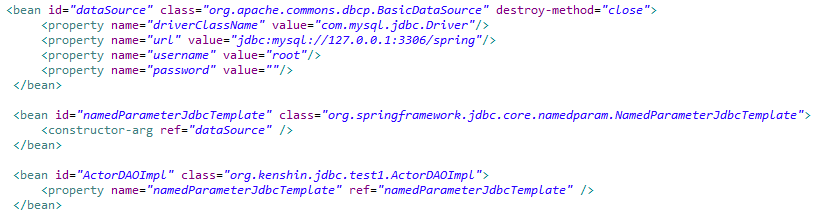 <bean id="dataSource" class="org.apache.commons.dbcp.BasicDataSource" destroy-method="close">
<property name="driverClassName" value="com.mysql.jdbc.Driver"/>
<property name="url" value="jdbc:mysql://127.0.0.1:3306/spring"/>
<property name="username" value="root"/>
<property name="password" value=""/>
</bean>
<bean id="namedParameterJdbcTemplate" class="org.springframework.jdbc.core.namedparam.NamedParameterJdbcTemplate">
<constructor-arg ref="dataSource" />
</bean>
<bean id="ActorDAOImpl" class="org.kenshin.jdbc.test1.ActorDAOImpl">
<property name="namedParameterJdbcTemplate" ref="namedParameterJdbcTemplate" />
</bean>